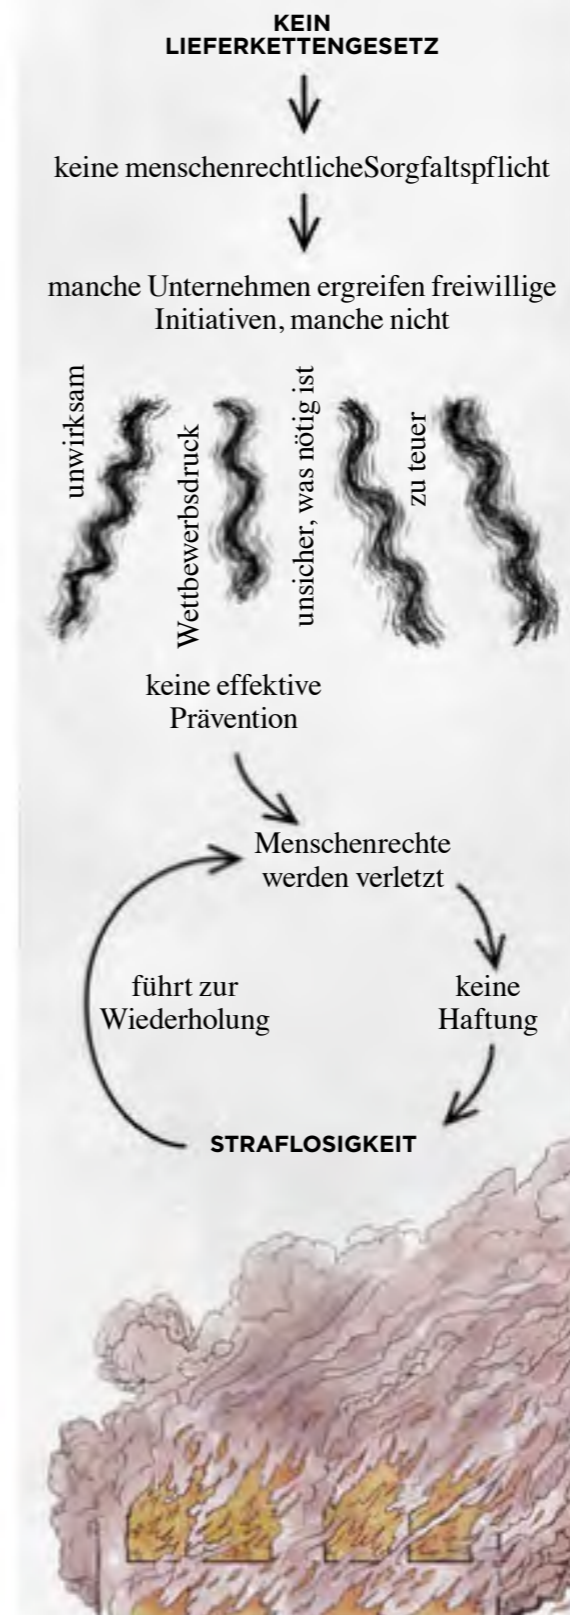 KEIN
LIEFERKETTENGESETZ
keine menschenrechtlicheSorgfaltspflicht
manche Unternehmen ergreifen freiwillige
Initiativen, manche nicht
unwirksam
Wettbewerbsdruck
unsicher, was nötig ist
zu teuer
keine effektive
Prävention
Menschenrechte
werden verletzt
führt zur
Wiederholung
keine
Haftung
STRAFLOSIGKEIT